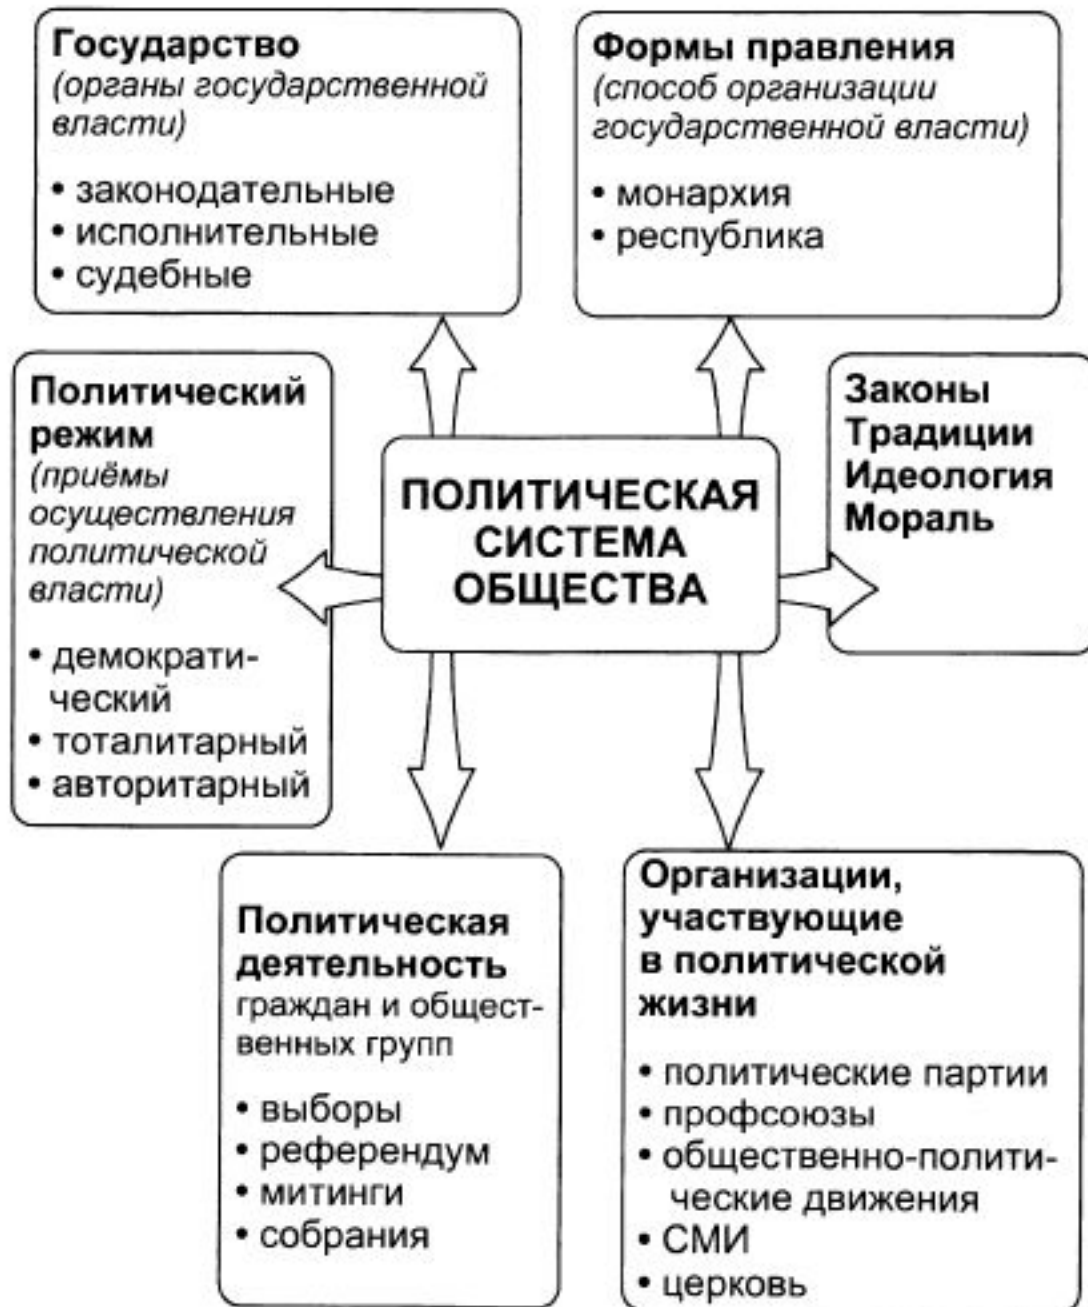 Государство
(органы государственной
власти)
• законодательные
• исполнительные
• судебные
Формы правления
(способ организации
государственной власти)
• монархия
• республика
Политический
режим
(приёмы
осуществления
политической
власти)
• демократи-
ческий
• тоталитарный
• авторитарный
ПОЛИТИЧЕСКАЯ
СИСТЕМА
ОБЩЕСТВА
Законы
Традиции
Идеология
Мораль
Политическая
деятельность
граждан и общест-
венных групп
• выборы
• референдум
• митинги
• собрания
Организации,
участвующие
в политической
жизни
• политические партии
• профсоюзы
• общественно-полити-
ческие движения
• СМИ
• церковь